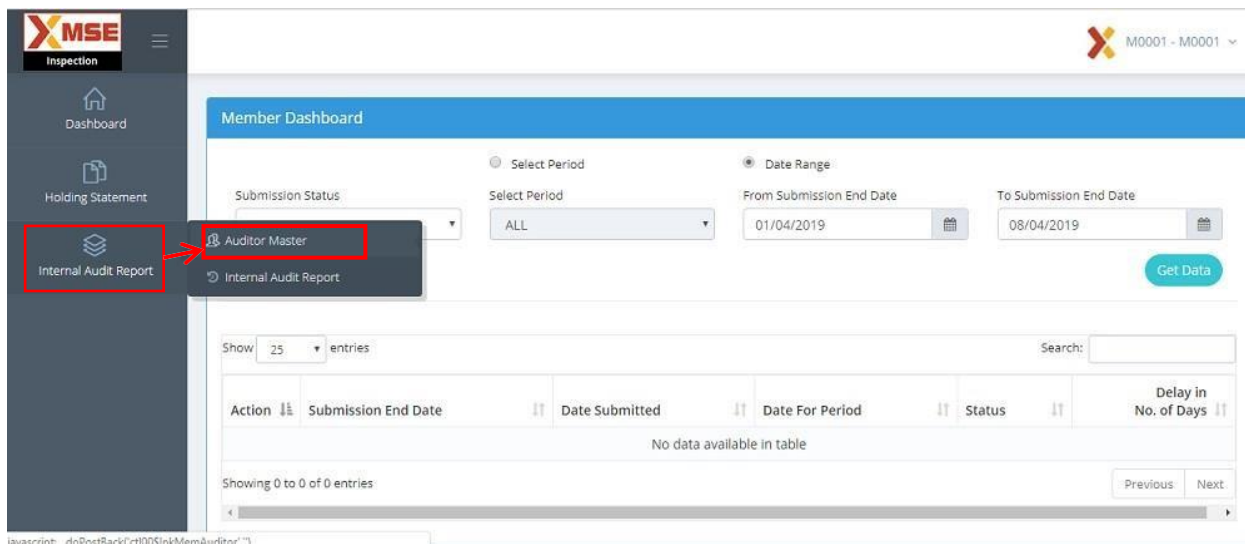 MSE
Inspection
M0001 - M0001
Dashboard
Member Dashboard
Select Period
Date Range
Holding Statement
Submission Status
Select Period
From Submission End Date
To Submission End Date
ALL
01/04/2019
08/04/2019
Internal Audit Report
Auditor Master
Internal Audit Report
Get Data
Show 25 entries
Search:
Action
Submission End Date
Date Submitted
Date For Period
Status
Delay in
No. of Days
No data available in table
Showing 0 to 0 of 0 entries
Previous
Next